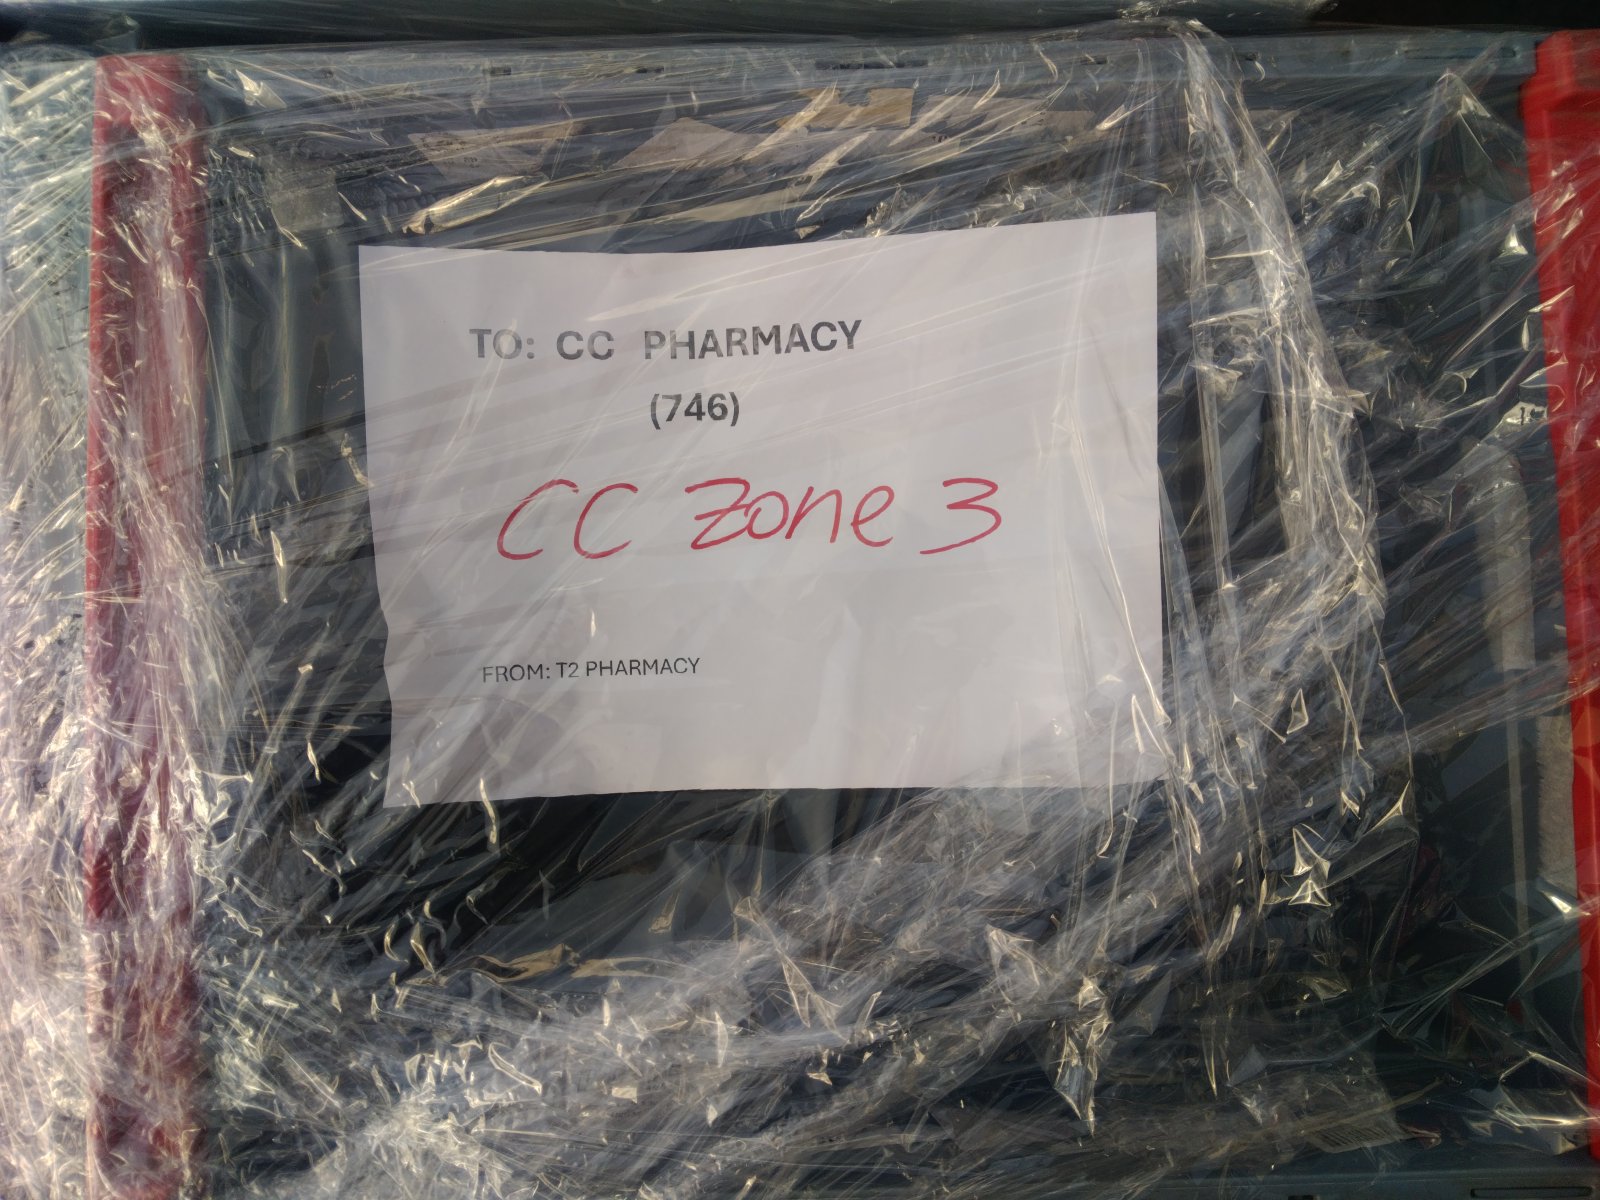 TO: CC PHARMACY
(746)
CC Zone 3
FROM: T2 PHARMACY